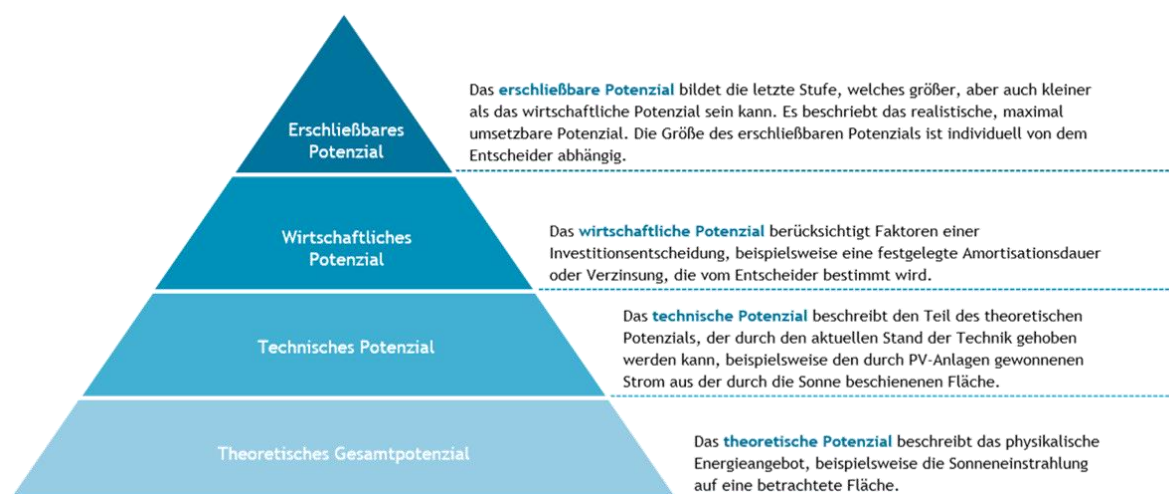 Erschließbares
Potenzial
Das erschließbare Potenzial bildet die letzte Stufe, welches größer, aber auch kleiner
als das wirtschaftliche Potenzial sein kann. Es beschriebt das realistische, maximal
umsetzbare Potenzial. Die Größe des erschließbaren Potenzials ist individuell von dem
Entscheider abhängig.
Wirtschaftliches
Potenzial
Das wirtschaftliche Potenzial berücksichtigt Faktoren einer
Investitionsentscheidung, beispielsweise eine festgelegte Amortisationsdauer
oder Verzinsung, die vom Entscheider bestimmt wird.
Technisches Potenzial
Das technische Potenzial beschreibt den Teil des theoretischen
Potenzials, der durch den aktuellen Stand der Technik gehoben
werden kann, beispielsweise den durch PV-Anlagen gewonnenen
Strom aus der durch die Sonne beschienenen Fläche.
Theoretisches Gesamtpotenzial
Das theoretische Potenzial beschreibt das physikalische
Energieangebot, beispielsweise die Sonneneinstrahlung
auf eine betrachtete Fläche.